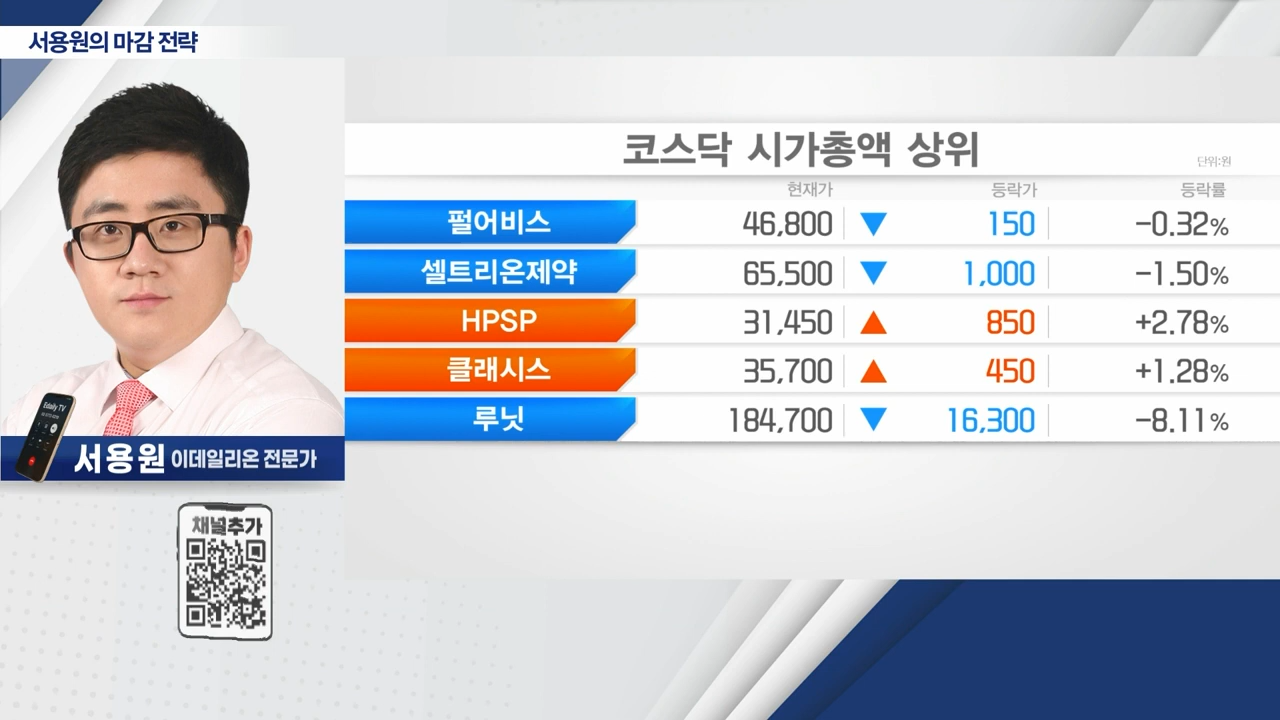 서용원의 마감 전략
코스닥 시가총액 상위
단위:원
현재가 등락가 등락률
펄어비스 46,800 ▼ 150 -0.32%
셀트리온제약 65,500 ▼ 1,000 -1.50%
HPSP 31,450 ▲ 850 +2.78%
클래시스 35,700 ▲ 450 +1.28%
루닛 184,700 ▼ 16,300 -8.11%
Edaily TV
서용원 이데일리온 전문가
채널추가